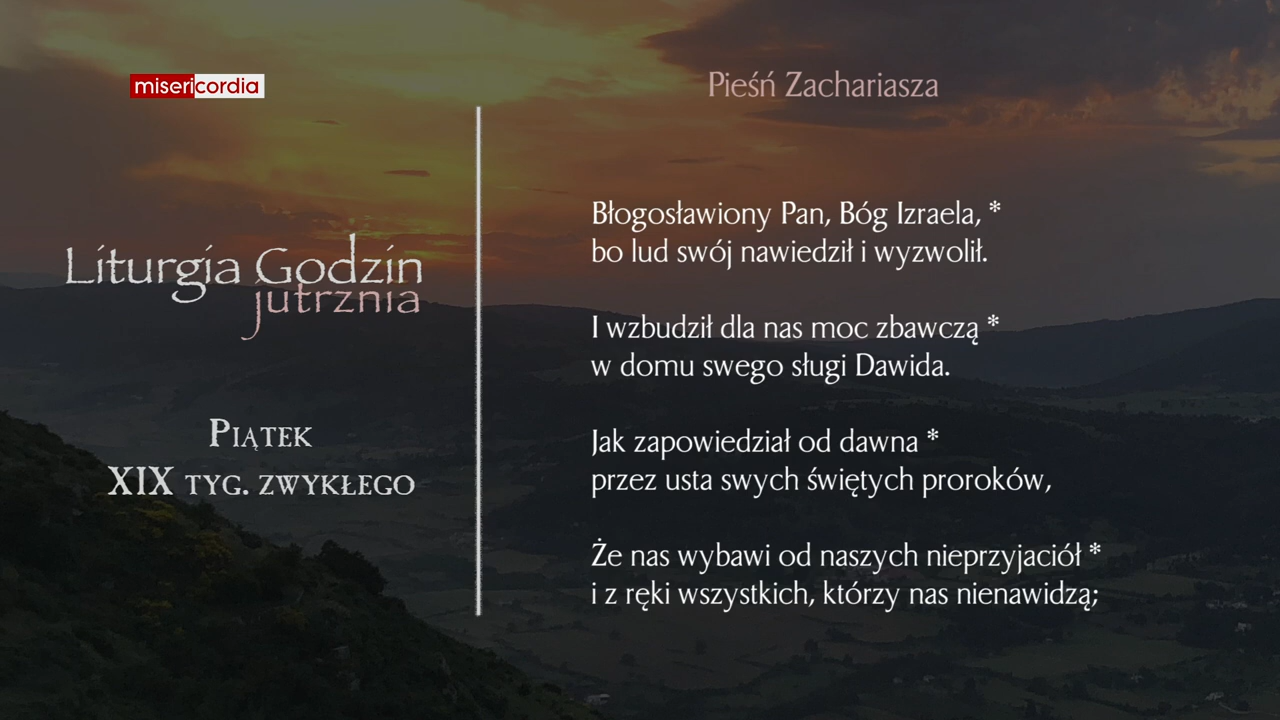 misericordia
Liturgia Godzin
jutrznia
Piątek
XIX tyg. zwykłego
Pieśń Zachariasza
Błogosławiony Pan, Bóg Izraela, *
bo lud swój nawiedził i wyzwolił.
I wzbudził dla nas moc zbawczą *
w domu swego sługi Dawida.
Jak zapowiedział od dawna *
przez usta swych świętych proroków,
Że nas wybawi od naszych nieprzyjaciół *
i z ręki wszystkich, którzy nas nienawidzą;